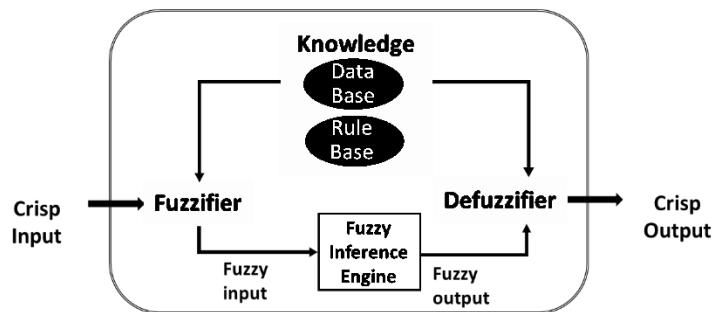 Knowledge
Data
Base
Rule
Base
Crisp
Input
Fuzzifier
Defuzzifier
Crisp
Output
Fuzzy
Inference
Engine
Fuzzy
input
Fuzzy
output